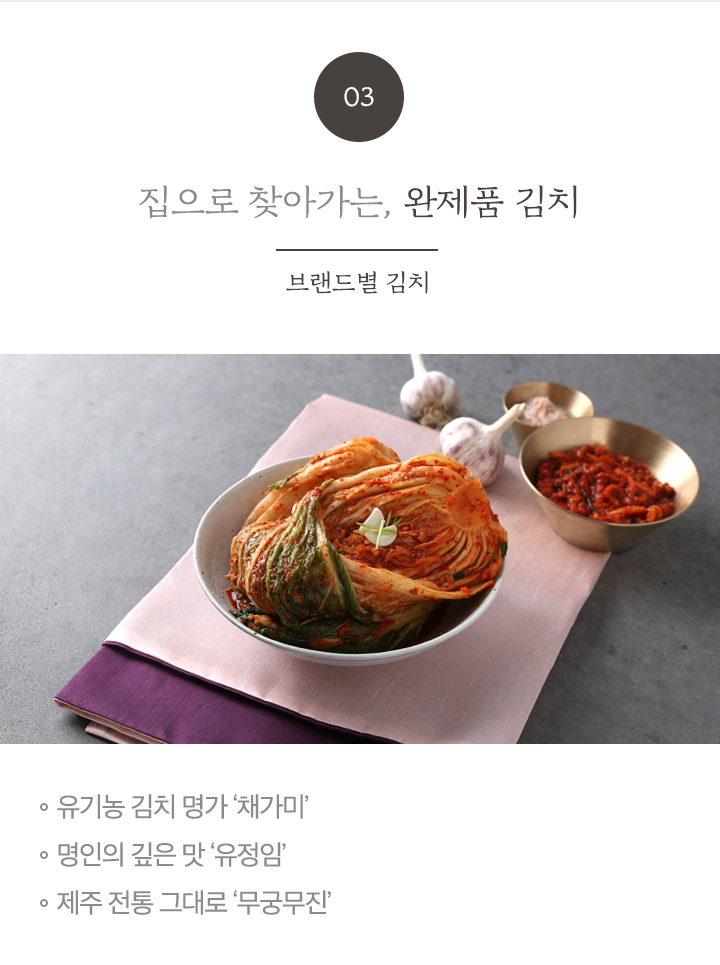 03
집으로 찾아가는, 완제품 김치
브랜드별 김치
유기농 김치 명가 ‘채가미’
명인의 깊은 맛 ‘유정임’
제주 전통 그대로 ‘무궁무진’